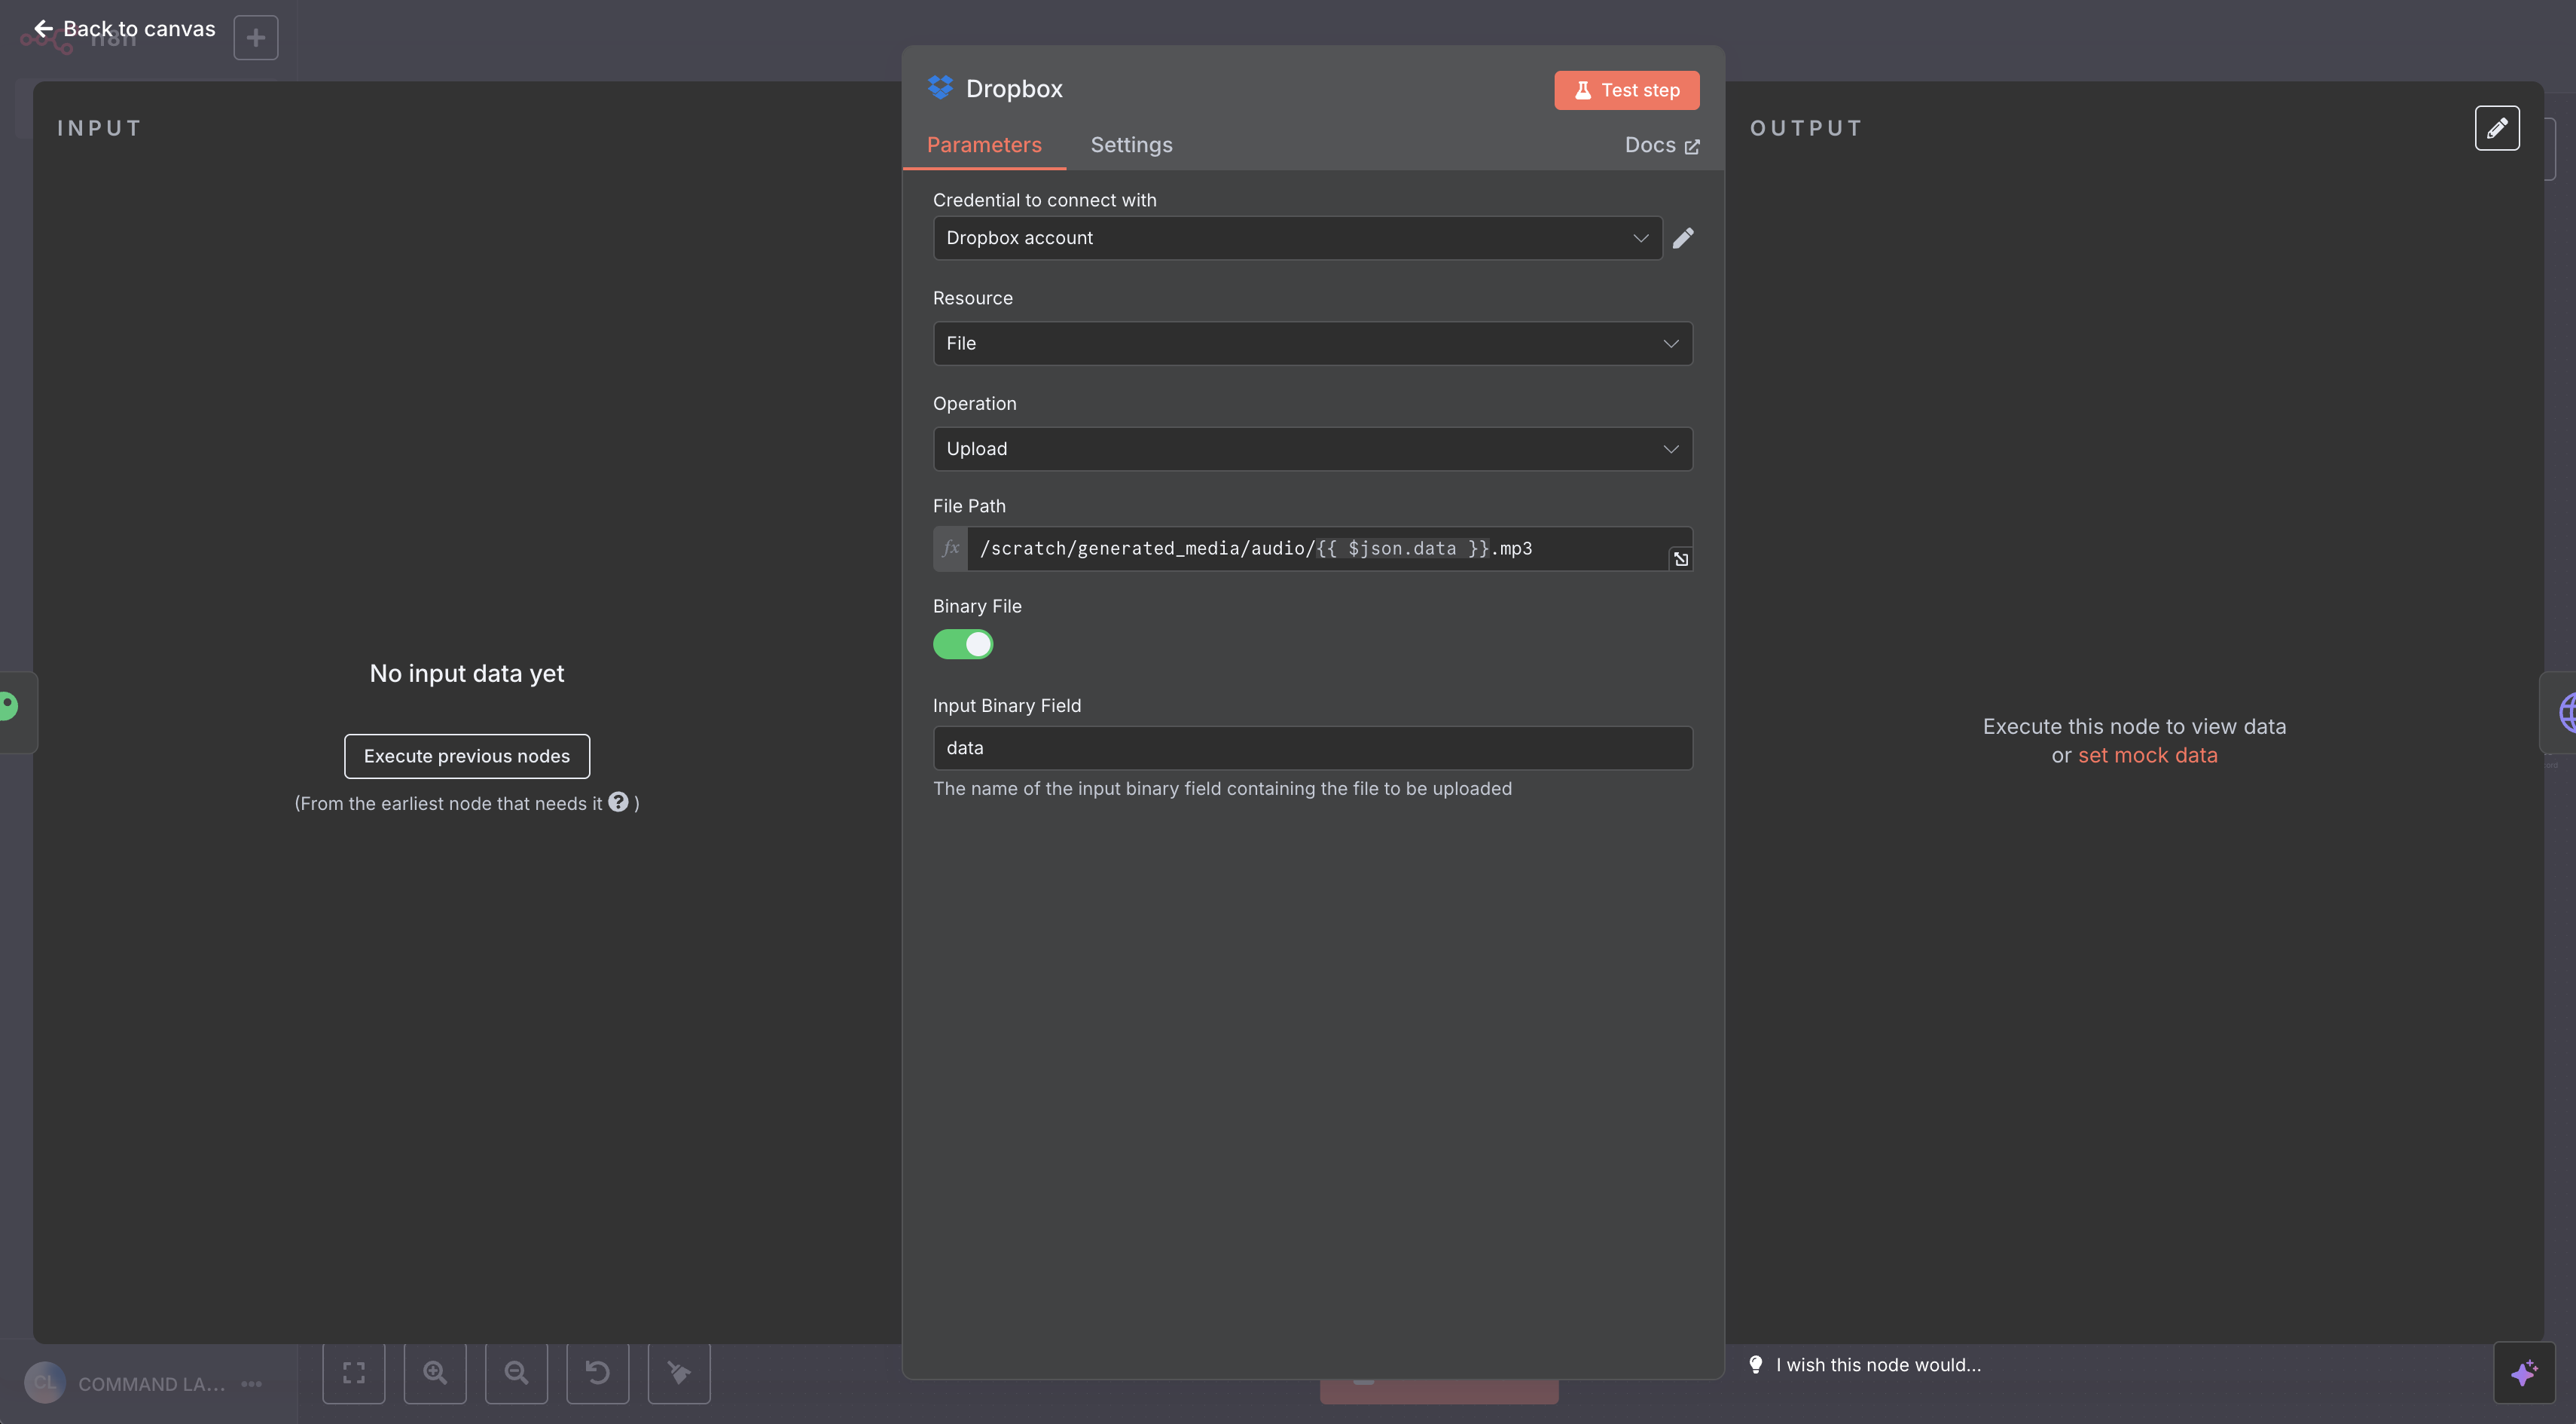 Back to canvas
n8n
INPUT
No input data yet
Execute previous nodes
(From the earliest node that needs it ? )
Dropbox
Test step
Parameters
Settings
Docs
Credential to connect with
Dropbox account
Resource
File
Operation
Upload
File Path
fx /scratch/generated_media/audio/{{ $json.data }}.mp3
Binary File
Input Binary Field
data
The name of the input binary field containing the file to be uploaded
OUTPUT
Execute this node to view data
or set mock data
I wish this node would...
CL
COMMAND LA...